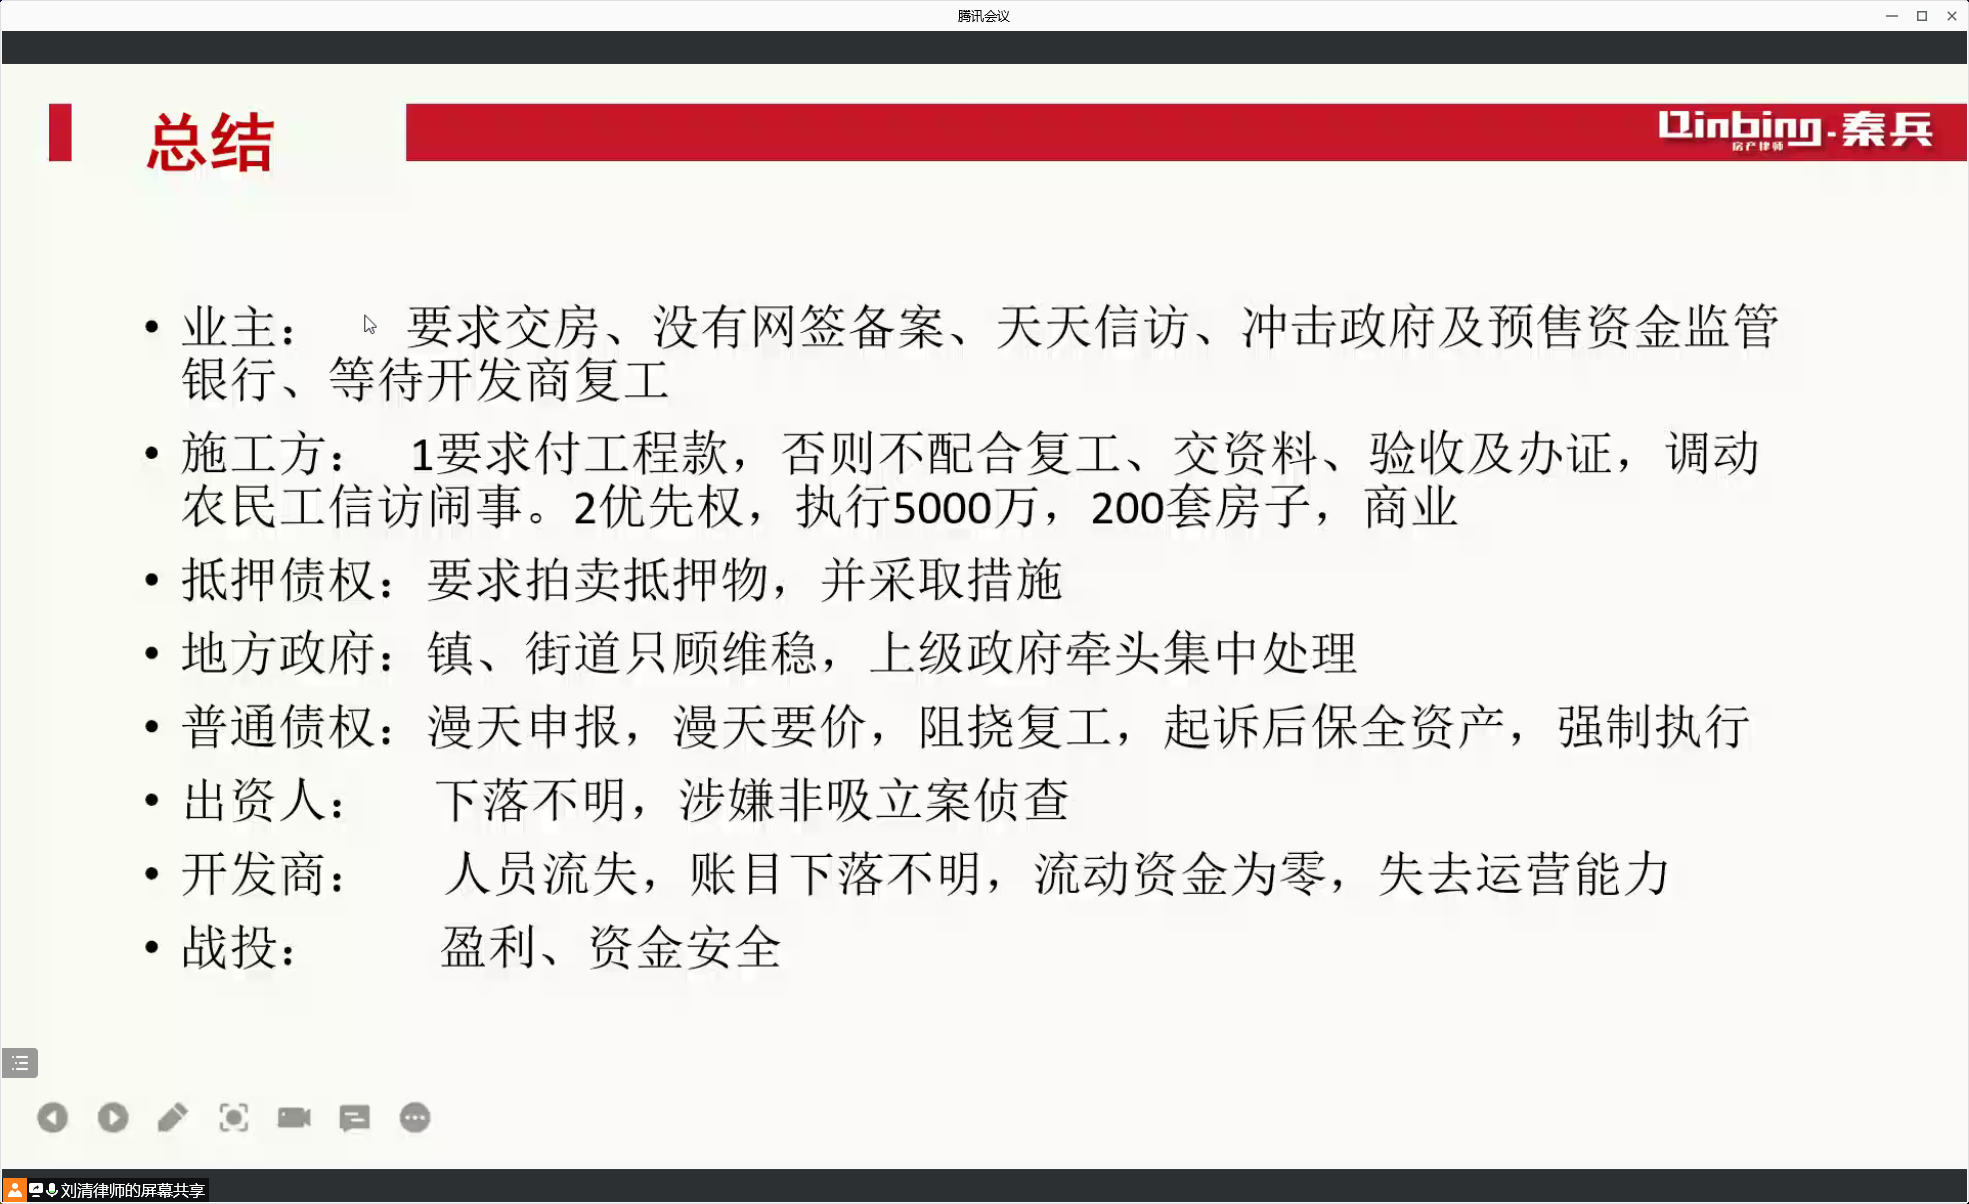 腾讯会议
总结
Qinbing-秦兵
房产律师
• 业主： 要求交房、没有网签备案、天天信访、冲击政府及预售资金监管
银行、等待开发商复工
• 施工方： 1要求付工程款，否则不配合复工、交资料、验收及办证，调动
农民工信访闹事。2优先权，执行5000万，200套房子，商业
• 抵押债权：要求拍卖抵押物，并采取措施
• 地方政府：镇、街道只顾维稳，上级政府牵头集中处理
• 普通债权：漫天申报，漫天要价，阻挠复工，起诉后保全资产，强制执行
• 出资人： 下落不明，涉嫌非吸立案侦查
• 开发商： 人员流失，账目下落不明，流动资金为零，失去运营能力
• 战投： 盈利、资金安全
刘清律师的屏幕共享